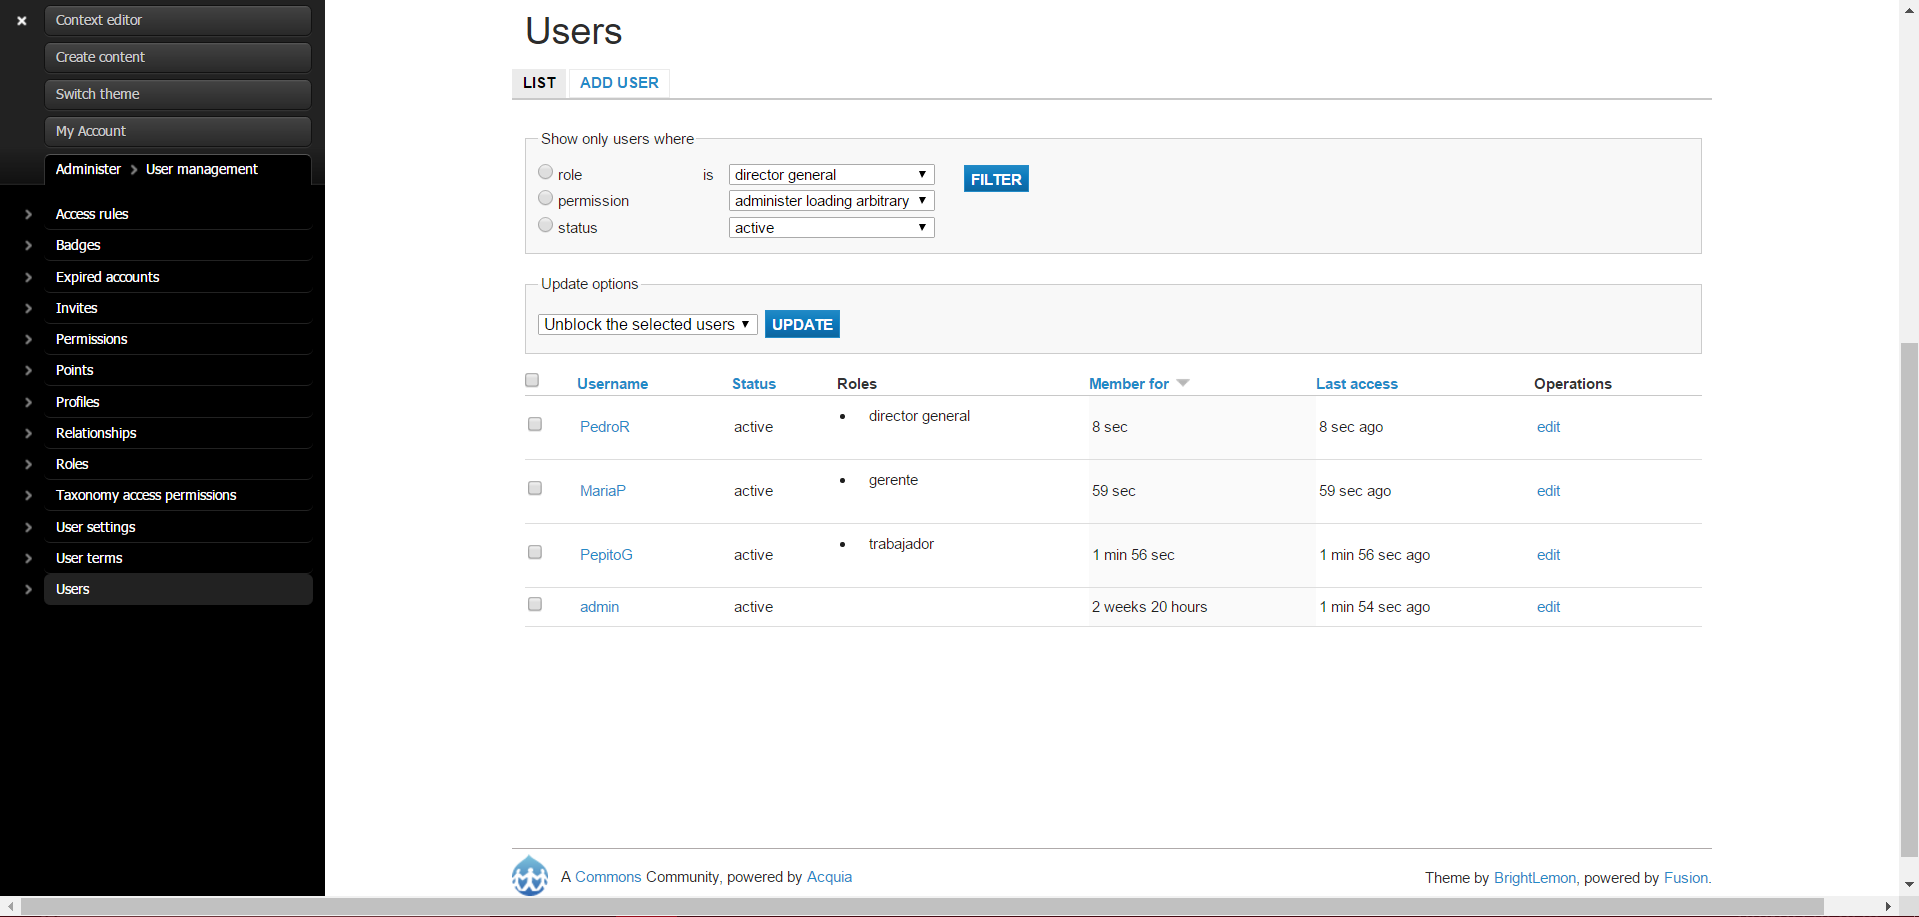 Context editor
Create content
Switch theme
My Account
Administer > User management
Access rules
Badges
Expired accounts
Invites
Permissions
Points
Profiles
Relationships
Roles
Taxonomy access permissions
User settings
User terms
Users
Users
LIST ADD USER
Show only users where
role is director general FILTER
permission administer loading arbitrary
status active
Update options
Unblock the selected users UPDATE
Username Status Roles Member for Last access Operations
PedroR active • director general 8 sec 8 sec ago edit
MariaP active • gerente 59 sec 59 sec ago edit
PepitoG active • trabajador 1 min 56 sec 1 min 56 sec ago edit
admin active 2 weeks 20 hours 1 min 54 sec ago edit
A Commons Community, powered by Acquia
Theme by BrightLemon, powered by Fusion.